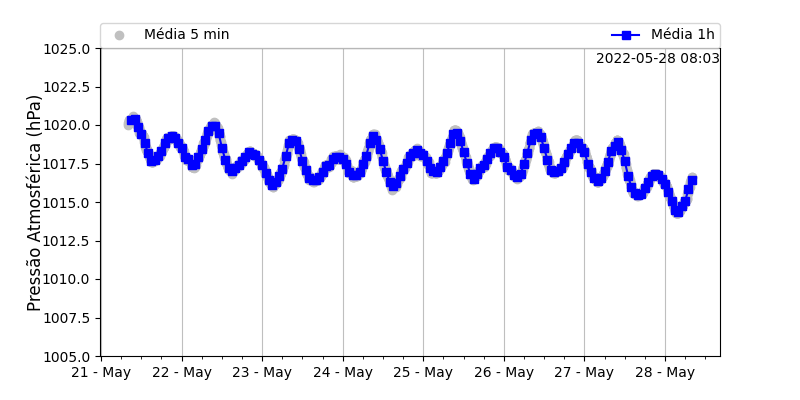 Média 5 min
Média 1h
2022-05-28 08:03
Pressão Atmosférica (hPa)
1025.0
1022.5
1020.0
1017.5
1015.0
1012.5
1010.0
1007.5
1005.0
21 - May
22 - May
23 - May
24 - May
25 - May
26 - May
27 - May
28 - May